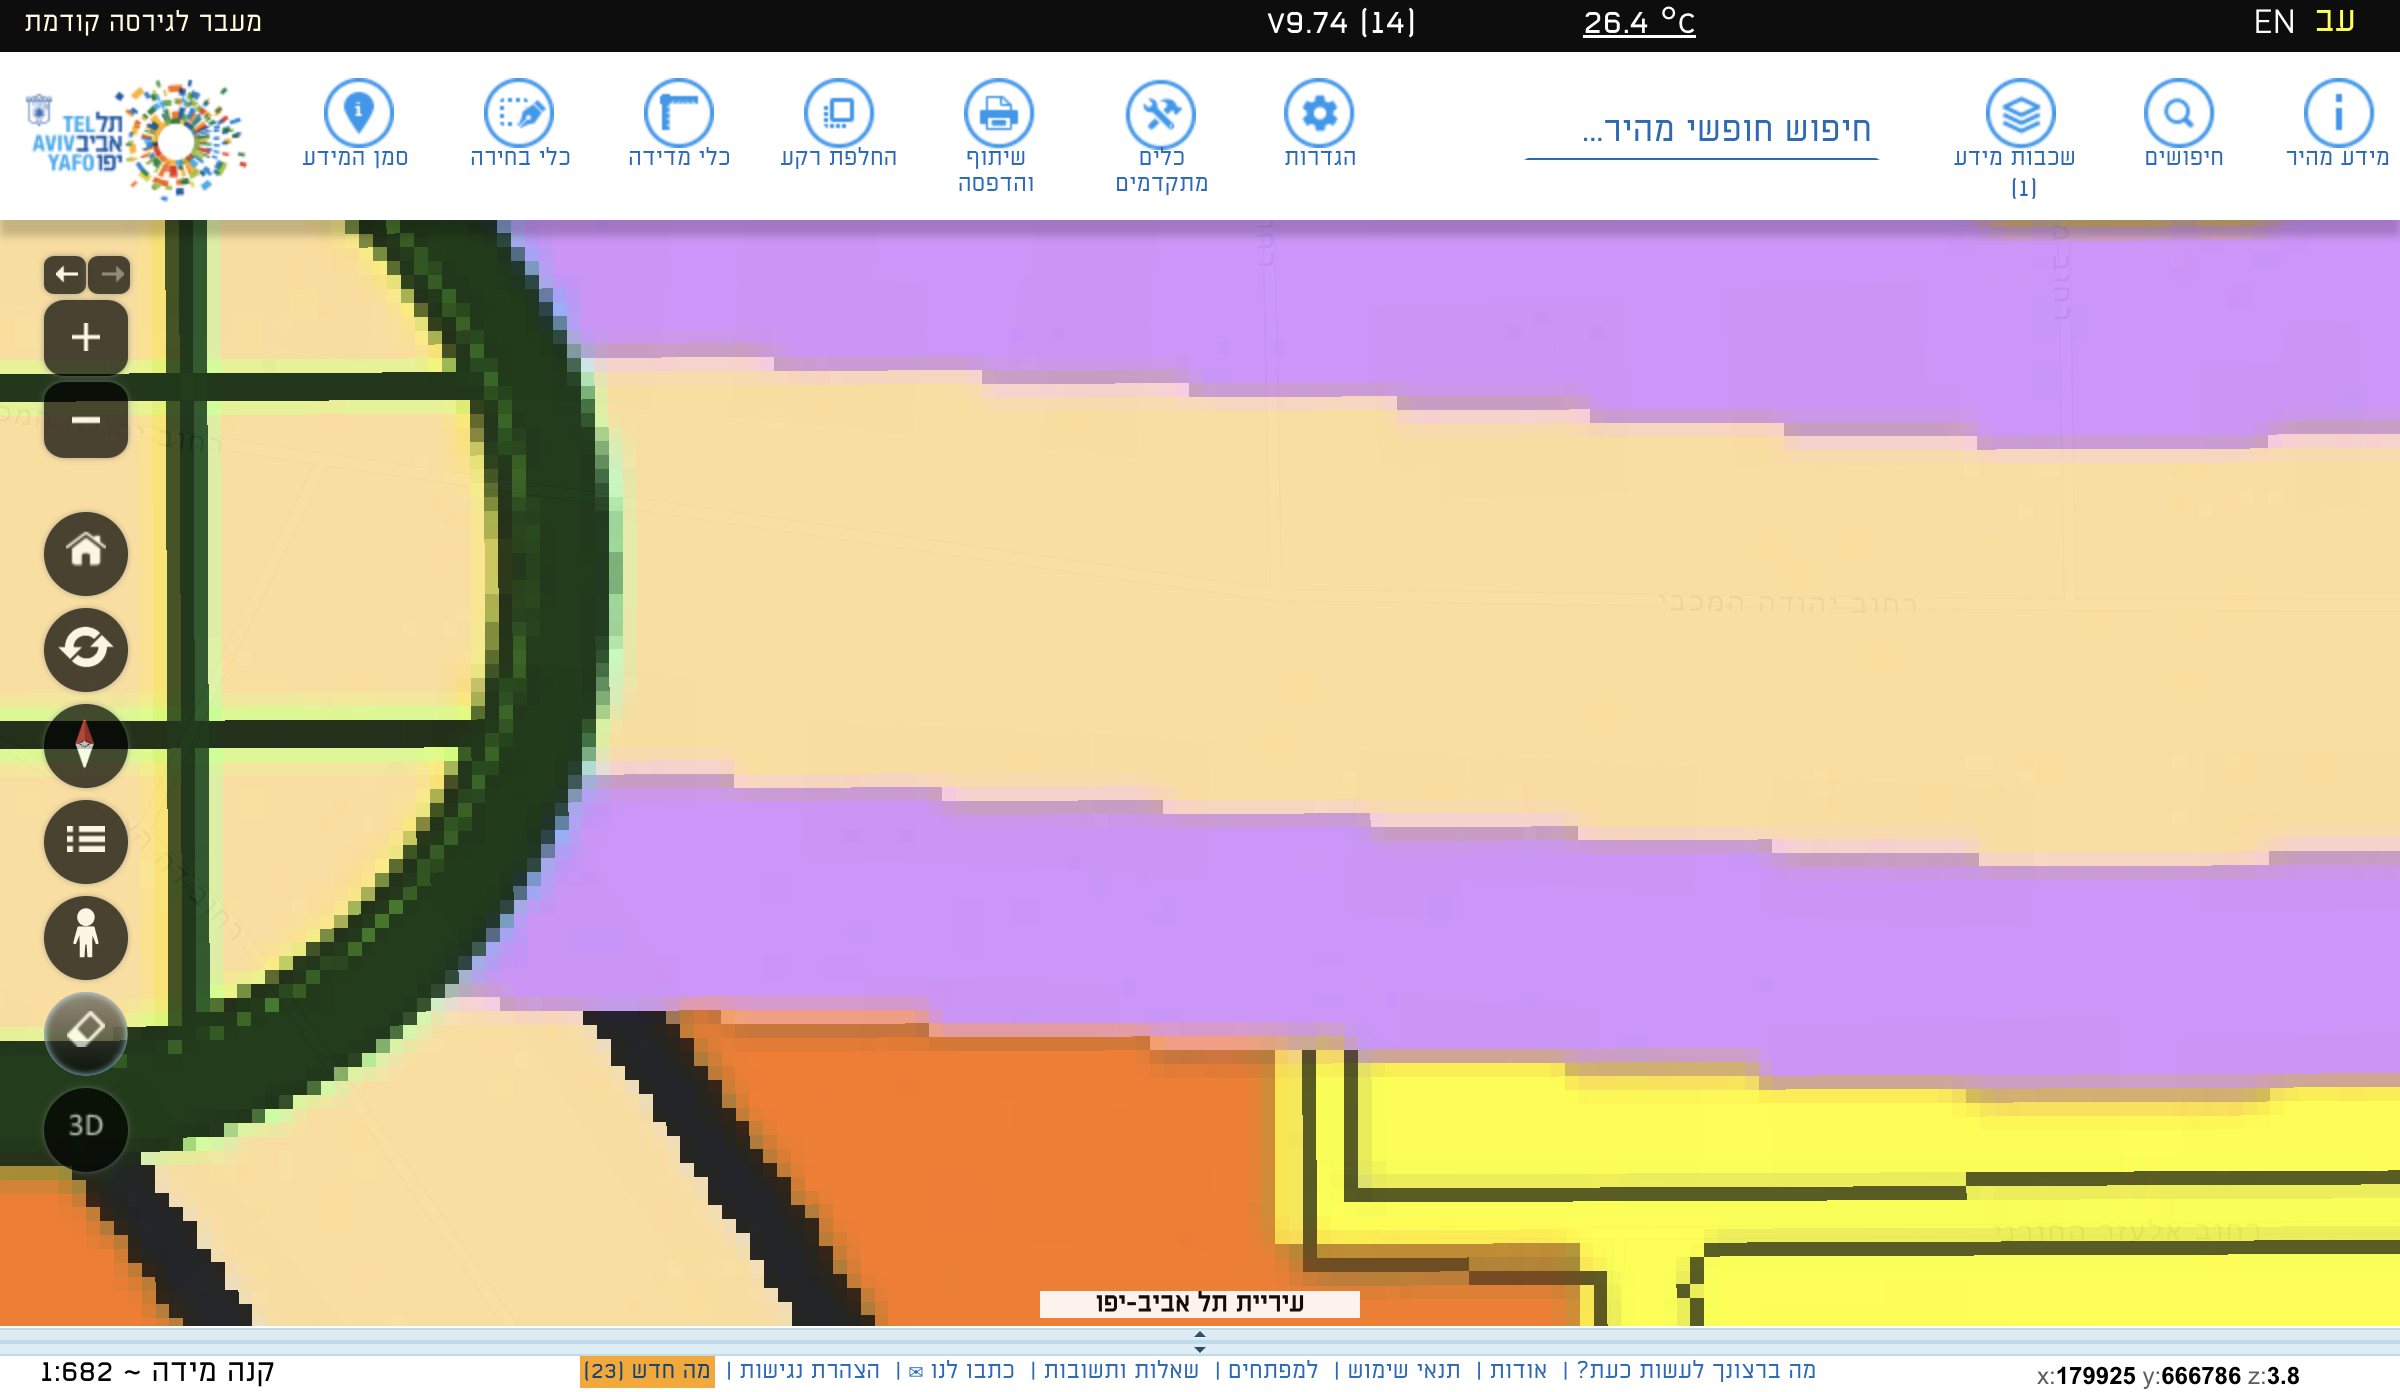 מעבר לגירסה קודמת
V9.74 (14)
26.4 °C
EN עב
TEL AVIV YAFO
תל אביב יפו
סמן המידע
כלי בחירה
כלי מדידה
החלפת רקע
שיתוף והדפסה
כלים מתקדמים
הגדרות
חיפוש חופשי מהיר...
שכבות מידע (1)
חיפושים
מידע מהיר
רחוב יהודה המכבי
רחוב אלעזר החורני
3D
עיריית תל אביב-יפו
קנה מידה ~ 1:682
מה ברצונך לעשות כעת? | אודות | תנאי שימוש | למפתחים | שאלות ותשובות | כתבו לנו ✉ | הצהרת נגישות | מה חדש (23)
x:179925 y:666786 z:3.8